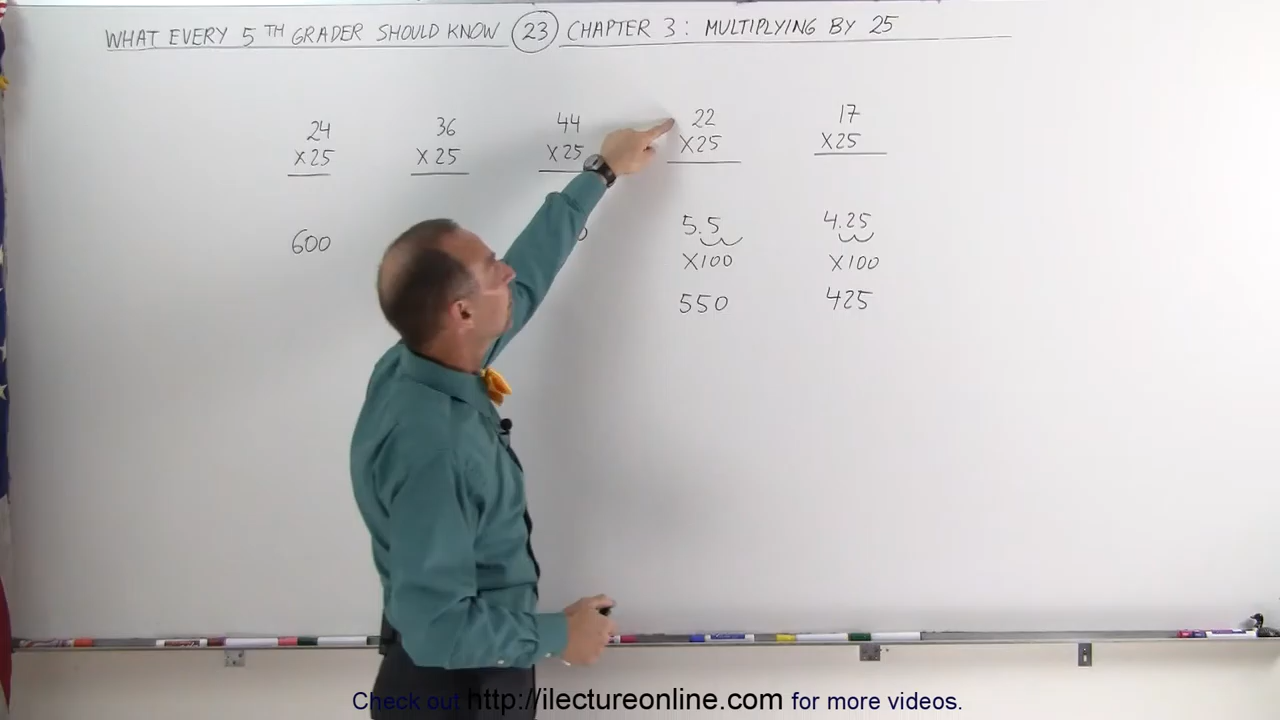 WHAT EVERY 5TH GRADER SHOULD KNOW 23 CHAPTER 3: MULTIPLYING BY 25
24
X25
600
36
X25
44
X25
0
22
X25
5.5
X100
550
17
X25
4.25
X100
425
Check out http://ilectureonline.com for more videos.